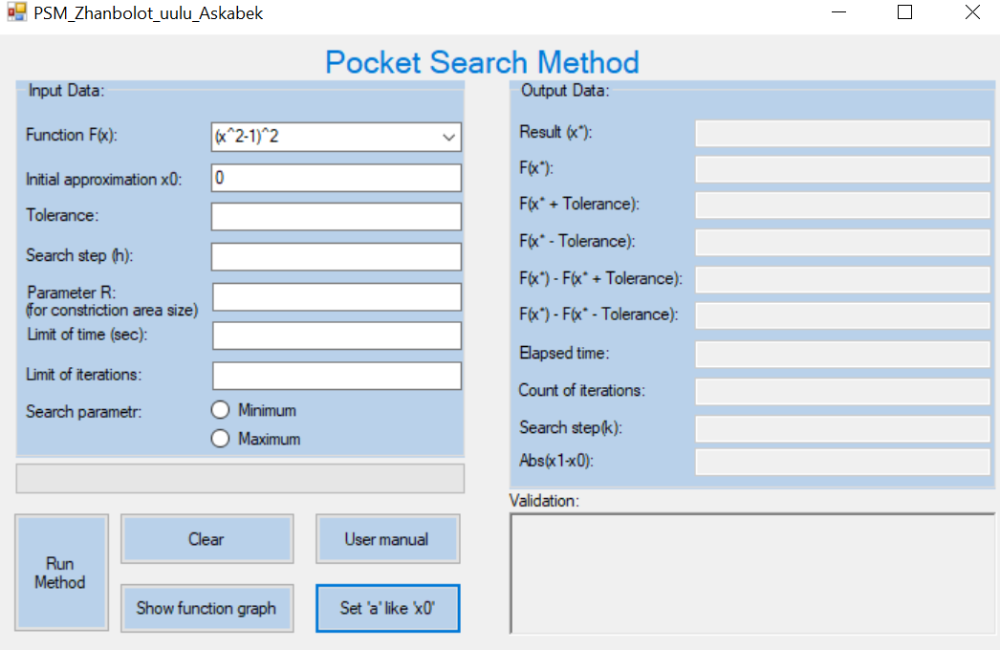 PSM_Zhanbolot_uulu_Askabek
Pocket Search Method
Input Data:
Function F(x):
(x^2-1)^2
Initial approximation x0:
0
Tolerance:
Search step (h):
Parameter R:
(for constriction area size)
Limit of time (sec):
Limit of iterations:
Search parametr:
Minimum
Maximum
Run
Method
Clear
User manual
Show function graph
Set 'a' like 'x0'
Output Data:
Result (x*):
F(x*):
F(x* + Tolerance):
F(x* - Tolerance):
F(x*) - F(x* + Tolerance):
F(x*) - F(x* - Tolerance):
Elapsed time:
Count of iterations:
Search step(k):
Abs(x1-x0):
Validation: